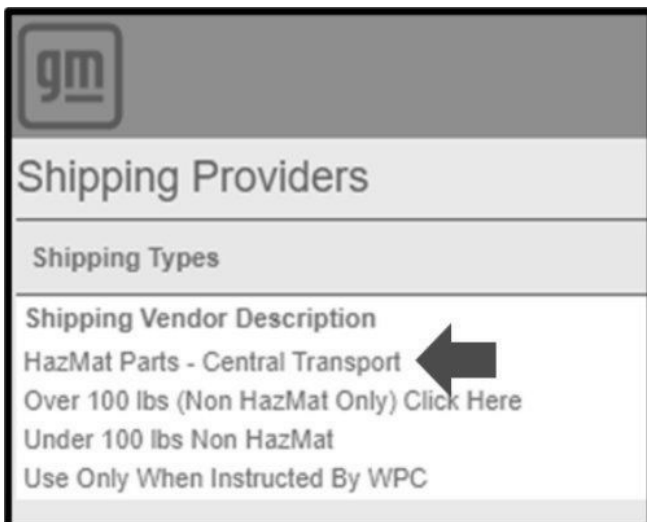 gm
Shipping Providers
Shipping Types
Shipping Vendor Description
HazMat Parts - Central Transport
Over 100 lbs (Non HazMat Only) Click Here
Under 100 lbs Non HazMat
Use Only When Instructed By WPC